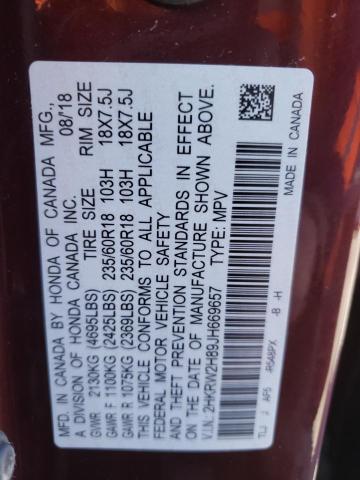 MFD. IN CANADA BY HONDA OF CANADA MFG.,
A DIVISION OF HONDA CANADA INC. 08/18
TIRE SIZE RIM SIZE
GVWR 2130KG (4695LBS)
GAWR F 1100KG (2425LBS) 235/60R18 103H 18X7.5J
GAWR R 1075KG (2369LBS) 235/60R18 103H 18X7.5J
THIS VEHICLE CONFORMS TO ALL APPLICABLE
FEDERAL MOTOR VEHICLE SAFETY
AND THEFT PREVENTION STANDARDS IN EFFECT
ON THE DATE OF MANUFACTURE SHOWN ABOVE.
V.I.N.:2HKRW2H89JH669657 TYPE: MPV
TLJ J AF5 R548PX -B -H
MADE IN CANADA